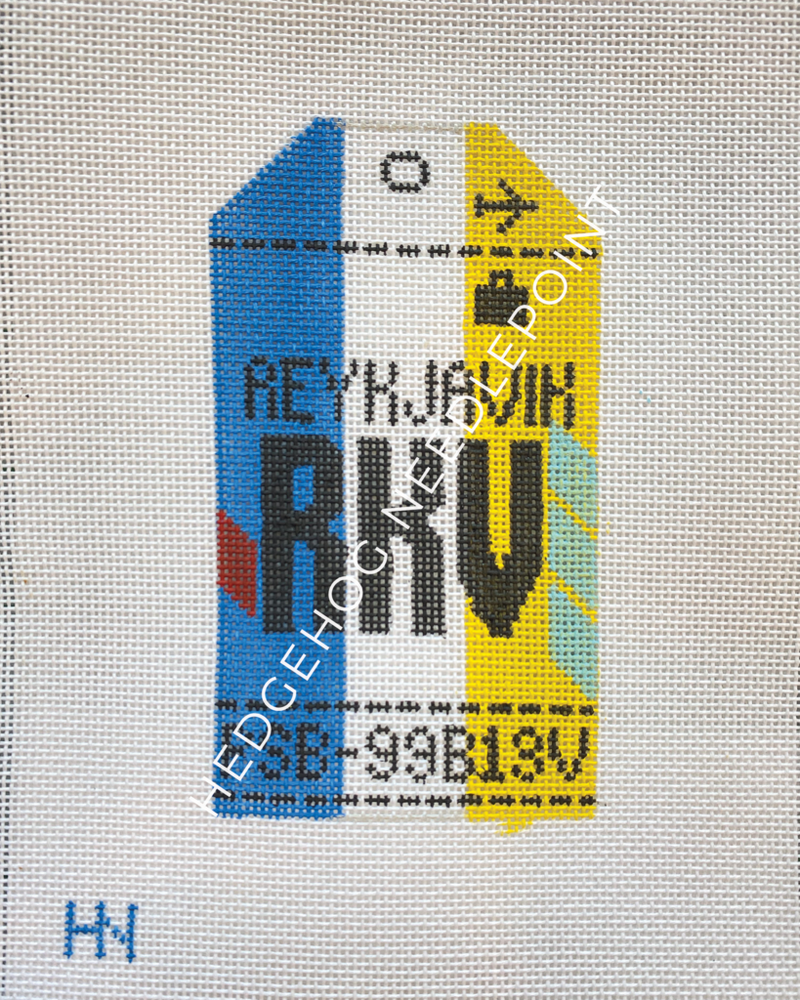 REYKJAVIK
RKV
SB-99B13V
HEDGEHOG NEEDLEPOINT
HN